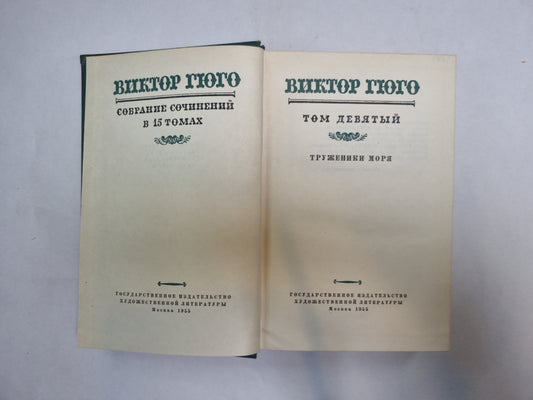 ВИКТОР ГЮГО
СОБРАНИЕ СОЧИНЕНИЙ
В 15 ТОМАХ
ГОСУДАРСТВЕННОЕ ИЗДАТЕЛЬСТВО
ХУДОЖЕСТВЕННОЙ ЛИТЕРАТУРЫ
Москва 1955
ВИКТОР ГЮГО
ТОМ ДЕВЯТЫЙ
ТРУЖЕНИКИ МОРЯ
ГОСУДАРСТВЕННОЕ ИЗДАТЕЛЬСТВО
ХУДОЖЕСТВЕННОЙ ЛИТЕРАТУРЫ
Москва 1955